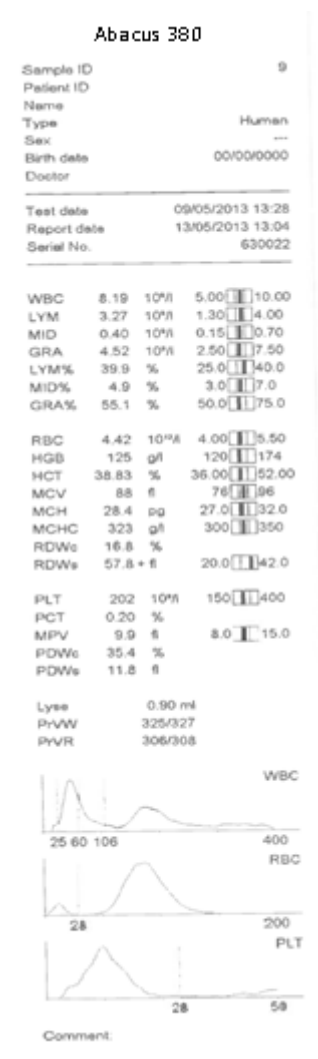 Abacus 380
Sample ID 9
Patient ID
Name
Type Human
Sex ---
Birth date 00/00/0000
Doctor
Test date 09/05/2013 13:28
Report date 13/05/2013 13:04
Serial No. 630022
WBC 8.19 10⁹/l 5.00 10.00
LYM 3.27 10⁹/l 1.30 4.00
MID 0.40 10⁹/l 0.15 0.70
GRA 4.52 10⁹/l 2.50 7.50
LYM% 39.9 % 25.0 40.0
MID% 4.9 % 3.0 7.0
GRA% 55.1 % 50.0 75.0
RBC 4.42 10¹²/l 4.00 5.50
HGB 125 g/l 120 174
HCT 38.83 % 36.00 52.00
MCV 88 fl 76 96
MCH 28.4 pg 27.0 32.0
MCHC 323 g/l 300 350
RDWc 16.8 %
RDWs 57.8 + fl 20.0 42.0
PLT 202 10⁹/l 150 400
PCT 0.20 %
MPV 9.9 fl 8.0 15.0
PDWc 35.4 %
PDWs 11.8 fl
Lyse 0.90 ml
PrVW 325/327
PrVR 306/308
WBC
25 60 106 400
RBC
28 200
PLT
28 50
Comment: